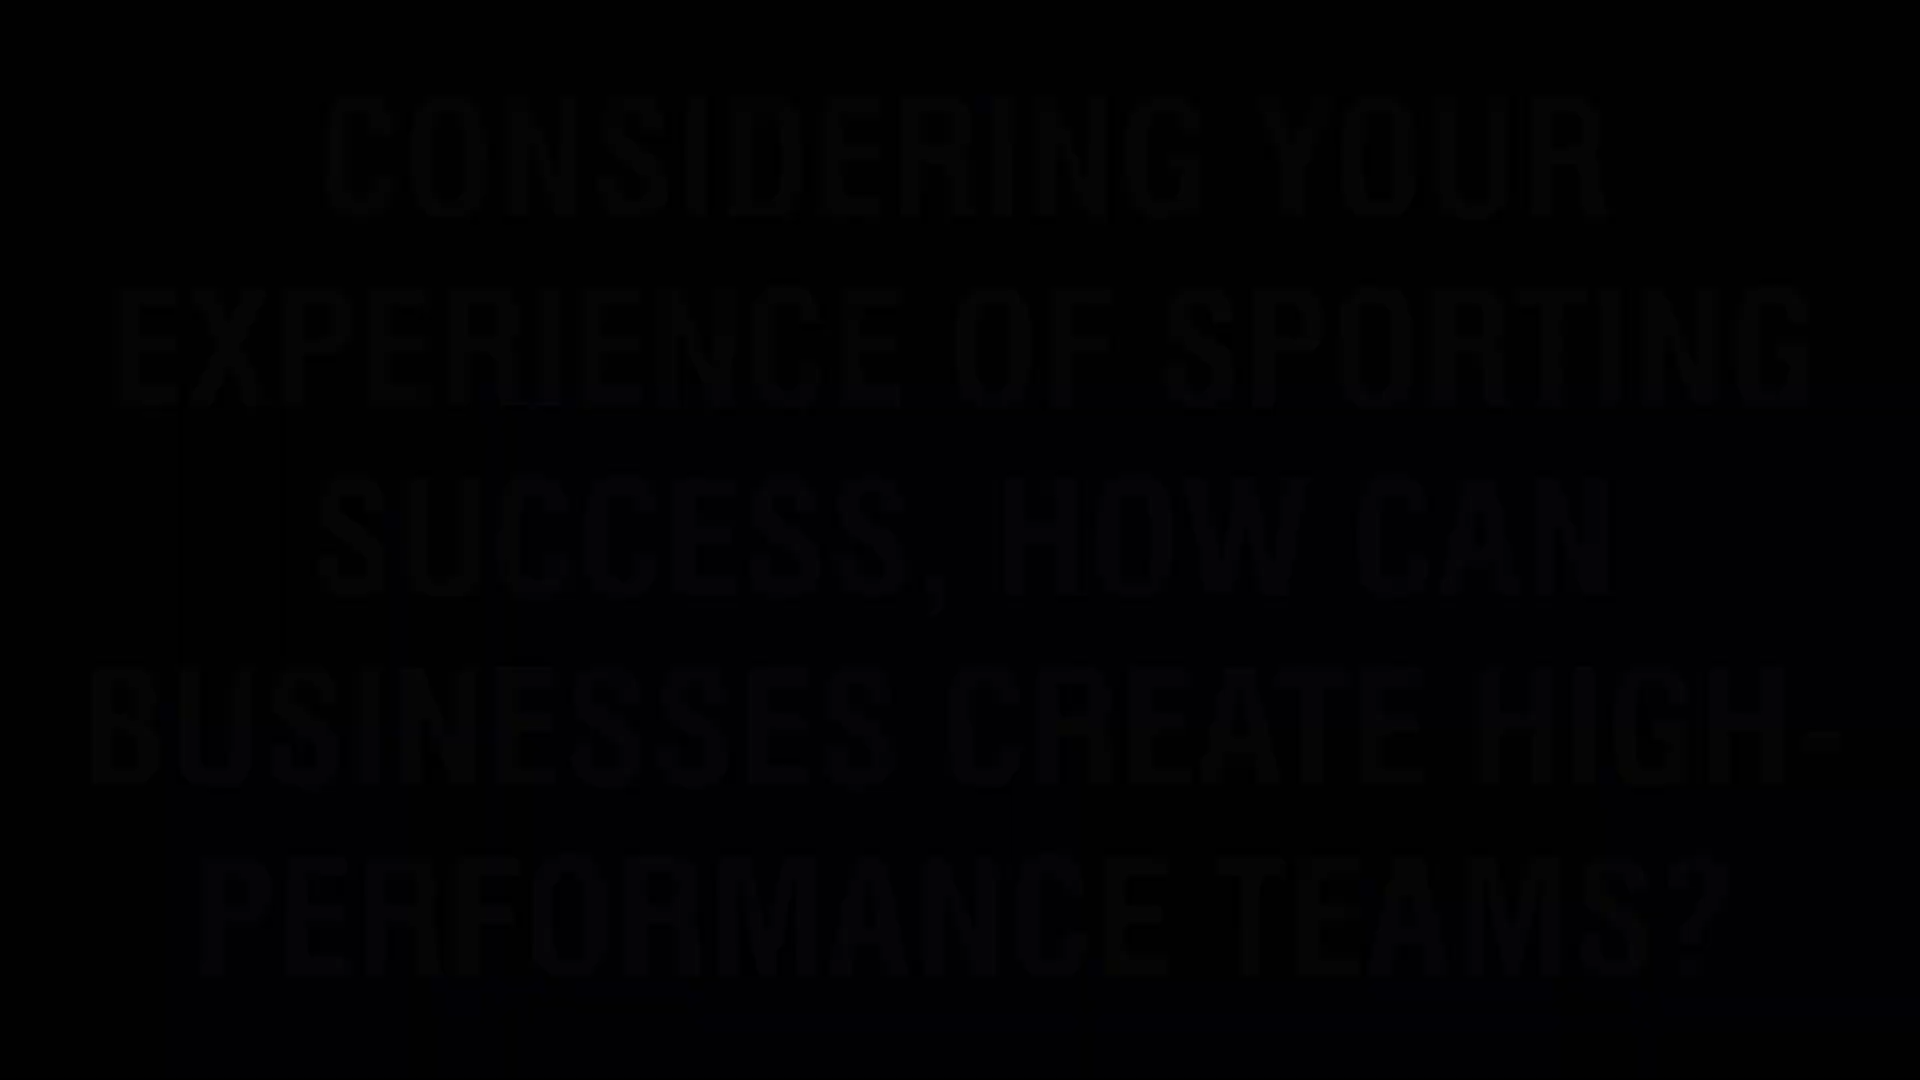 CONSIDERING YOUR
EXPERIENCE OF SPORTING
SUCCESS, HOW CAN
BUSINESSES CREATE HIGH-
PERFORMANCE TEAMS?